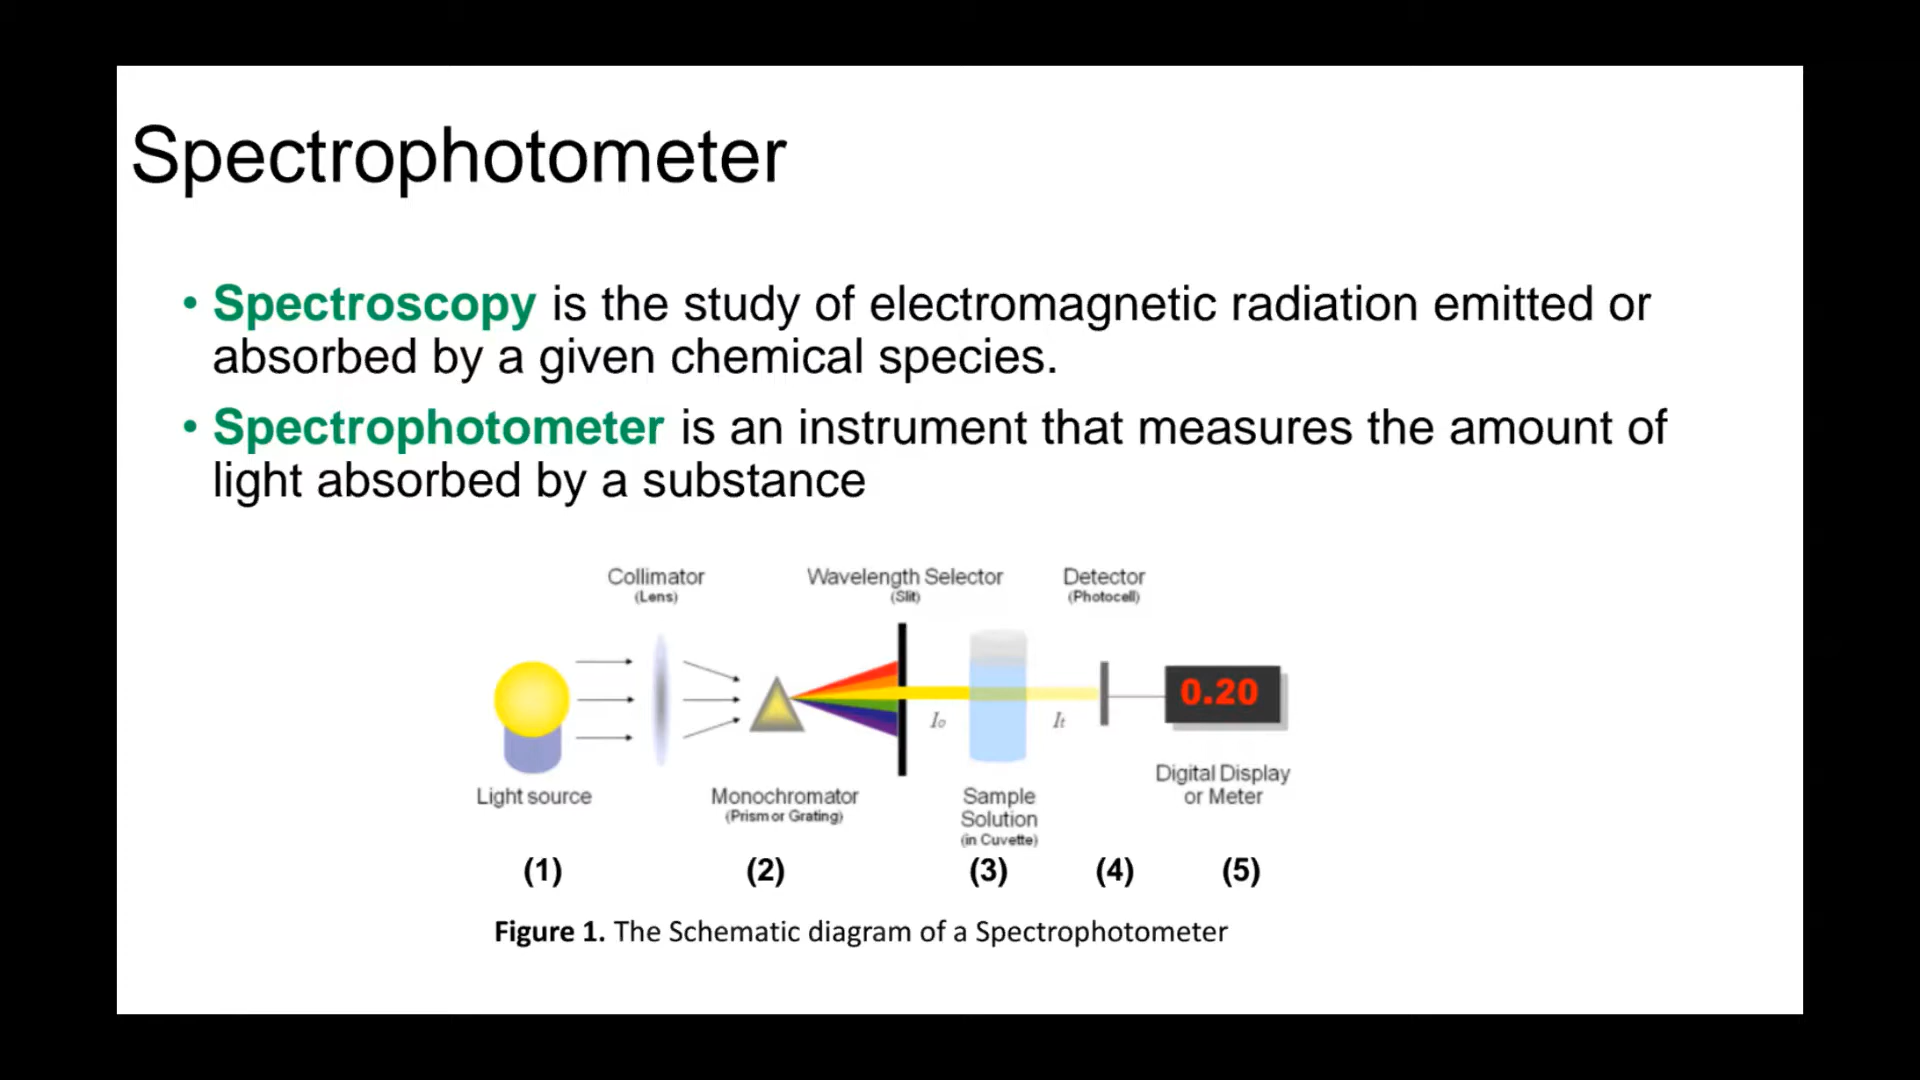 Spectrophotometer
• Spectroscopy is the study of electromagnetic radiation emitted or
absorbed by a given chemical species.
• Spectrophotometer is an instrument that measures the amount of
light absorbed by a substance
Collimator
(Lens)
Wavelength Selector
(Slit)
Detector
(Photocell)
Io
It
0.20
Light source
Monochromator
(Prism or Grating)
Sample
Solution
(in Cuvette)
Digital Display
or Meter
(1)
(2)
(3)
(4)
(5)
Figure 1. The Schematic diagram of a Spectrophotometer